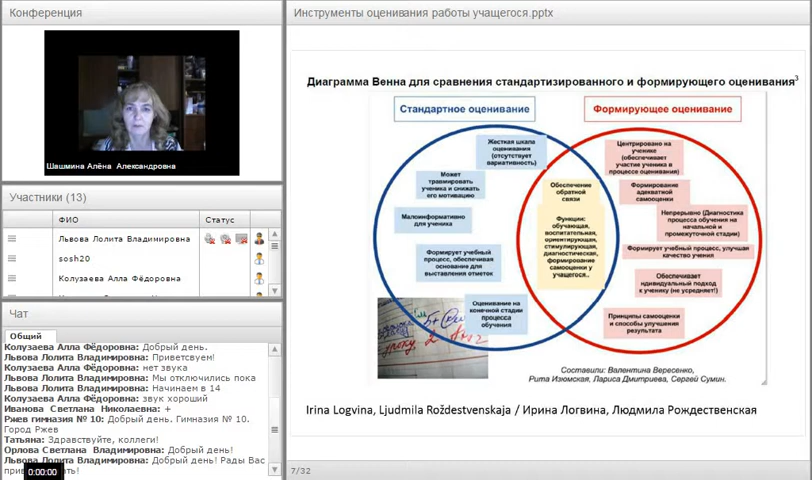 Конференция
Шашмина Алёна Александровна
Участники (13)
ФИО
Статус
Львова Лолита Владимировна
sosh20
Колузаева Алла Фёдоровна
Чат
Общий
Колузаева Алла Фёдоровна: Добрый день.
Львова Лолита Владимировна: Приветсвуем!
Колузаева Алла Фёдоровна: нет звука
Львова Лолита Владимировна: Мы отключились пока
Львова Лолита Владимировна: Начинаем в 14
Колузаева Алла Фёдоровна: звук хороший
Иванова Светлана Николаевна: +
Ржев гимназия № 10: Добрый день. Гимназия № 10.
Город Ржев
Татьяна: Здравствуйте, коллеги!
Орлова Светлана Владимировна: Добрый день!
Львова Лолита Владимировна: Добрый день! Рады Вас
0:00:00
Инструменты оценивания работы учащегося.pptx
Диаграмма Венна для сравнения стандартизированного и формирующего оценивания3
Стандартное оценивание
Жесткая шкала
оценивания
(отсутствует
вариативность)
Может
травмировать
ученика и снижать
его мотивацию
Малоинформативно
для ученика
Формирует учебный
процесс, обеспечивая
основания для
выставления отметок
Оценивание на
конечной стадии
процесса
обучения
Обеспечение
обратной
связи
Функции:
обучающая,
воспитательная,
ориентирующая,
стимулирующая,
диагностическая,
формирование
самооценки у
учащегося..
Формирующее оценивание
Центрировано на
ученике
(обеспечивает
участие ученика в
процессе оценивания)
Формирование
адекватной
самооценки
Непрерывно (Диагностика
процесса обучения на
начальной и
промежуточной стадии)
Формирует учебный процесс, улучшая
качество учения
Обеспечивает
индивидуальный подход
к ученику (не усредняет!)
Принципы самооценки
и способы улучшения
результата
Составили: Валентина Вересенко,
Рита Изюмская, Лариса Дмитриева, Сергей Сумин.
Irina Logvina, Ljudmila Roždestvenskaja / Ирина Логвина, Людмила Рождественская
7/32